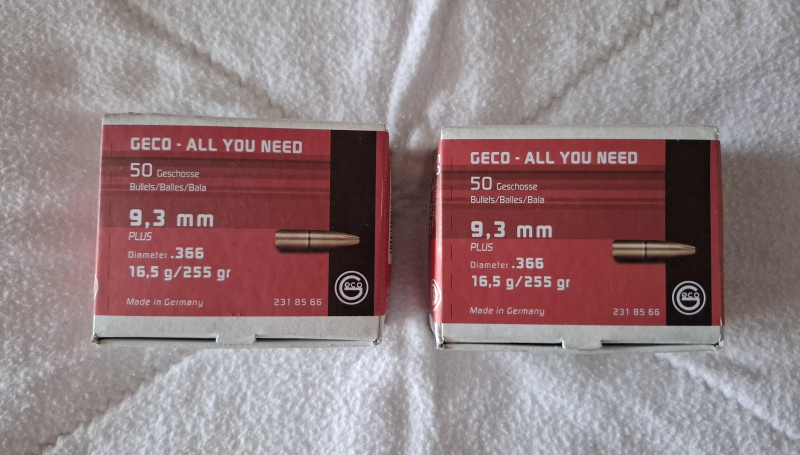 GECO - ALL YOU NEED
50 Geschosse
Bullets/Balles/Bala
9,3 mm
PLUS
Diameter .366
16,5 g/255 gr
Made in Germany
231 85 66
Geco
GECO - ALL YOU NEED
50 Geschosse
Bullets/Balles/Bala
9,3 mm
PLUS
Diameter .366
16,5 g/255 gr
Made in Germany
231 85 66
Geco